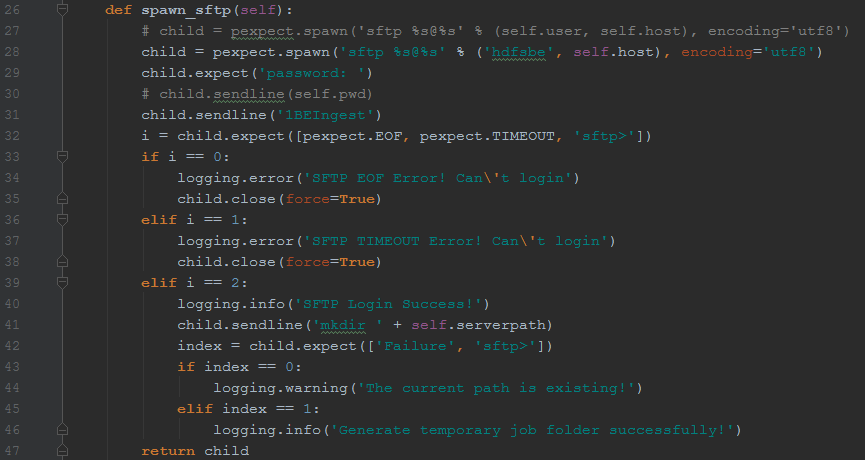 26 def spawn_sftp(self):
27 # child = pexpect.spawn('sftp %s@%s' % (self.user, self.host), encoding='utf8')
28 child = pexpect.spawn('sftp %s@%s' % ('hdfsbe', self.host), encoding='utf8')
29 child.expect('password: ')
30 # child.sendline(self.pwd)
31 child.sendline('1BEIngest')
32 i = child.expect([pexpect.EOF, pexpect.TIMEOUT, 'sftp>'])
33 if i == 0:
34 logging.error('SFTP EOF Error! Can\'t login')
35 child.close(force=True)
36 elif i == 1:
37 logging.error('SFTP TIMEOUT Error! Can\'t login')
38 child.close(force=True)
39 elif i == 2:
40 logging.info('SFTP Login Success!')
41 child.sendline('mkdir ' + self.serverpath)
42 index = child.expect(['Failure', 'sftp>'])
43 if index == 0:
44 logging.warning('The current path is existing!')
45 elif index == 1:
46 logging.info('Generate temporary job folder successfully!')
47 return child